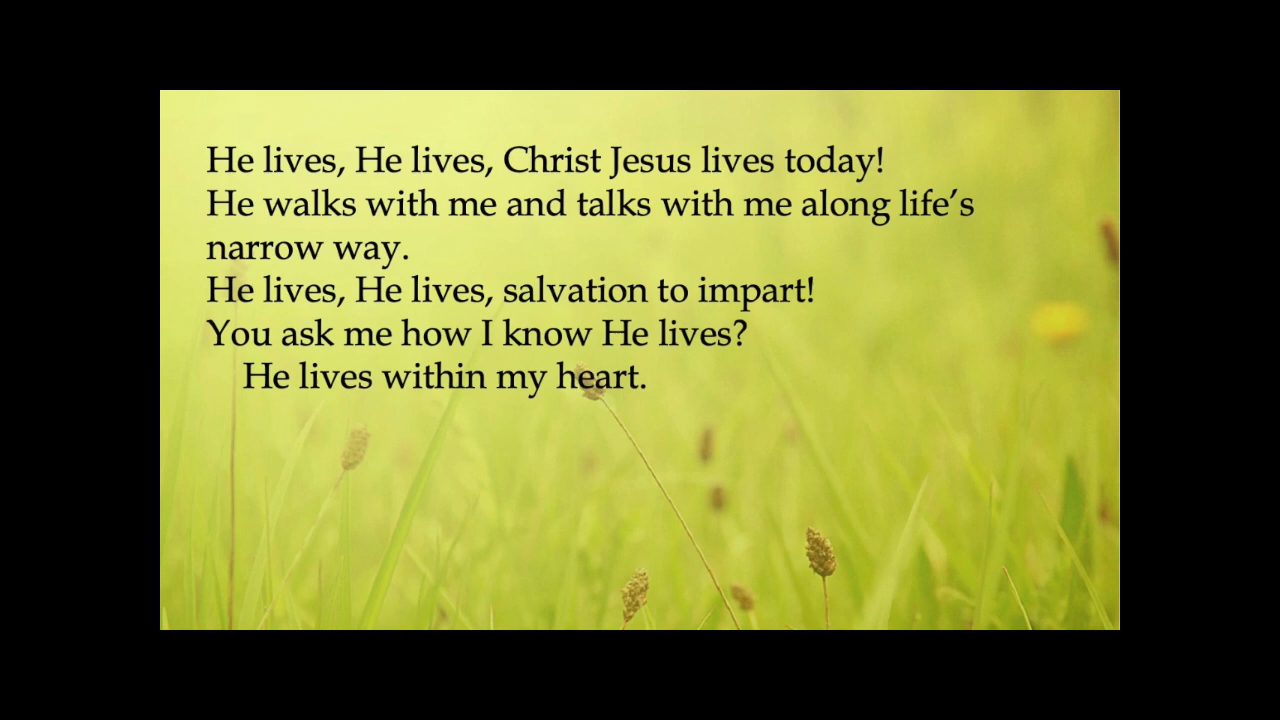 He lives, He lives, Christ Jesus lives today!
He walks with me and talks with me along life’s
narrow way.
He lives, He lives, salvation to impart!
You ask me how I know He lives?
He lives within my heart.